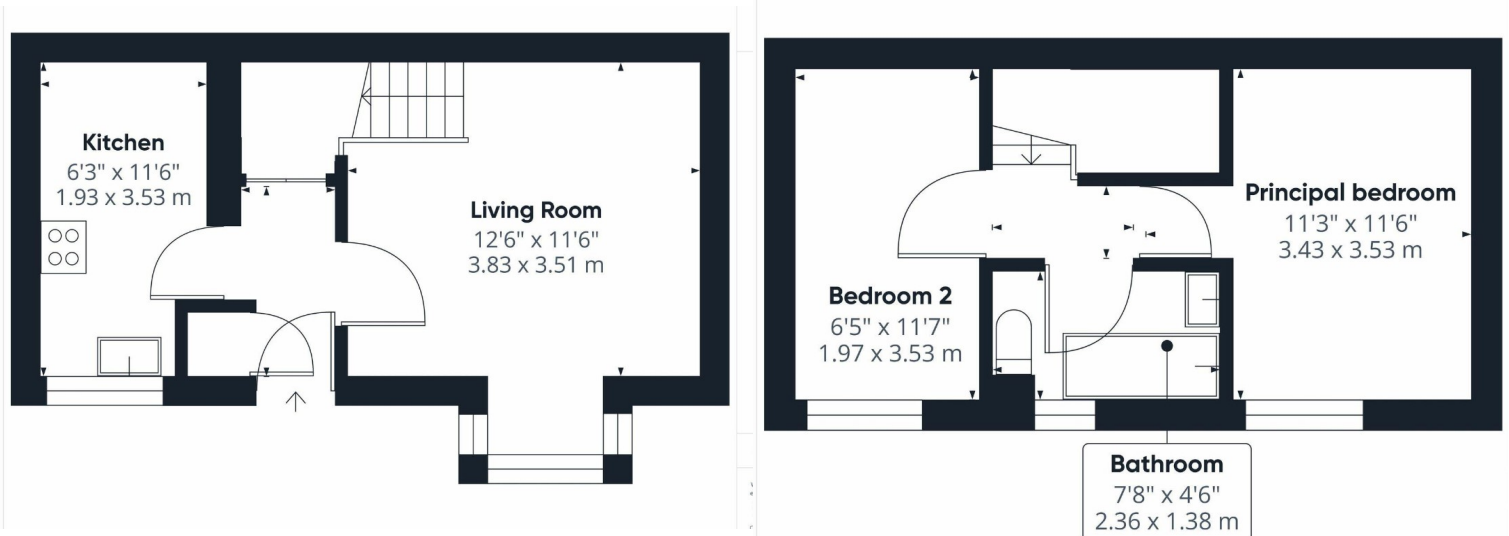 Kitchen
6'3" x 11'6"
1.93 x 3.53 m
Living Room
12'6" x 11'6"
3.83 x 3.51 m
Bedroom 2
6'5" x 11'7"
1.97 x 3.53 m
Principal bedroom
11'3" x 11'6"
3.43 x 3.53 m
Bathroom
7'8" x 4'6"
2.36 x 1.38 m